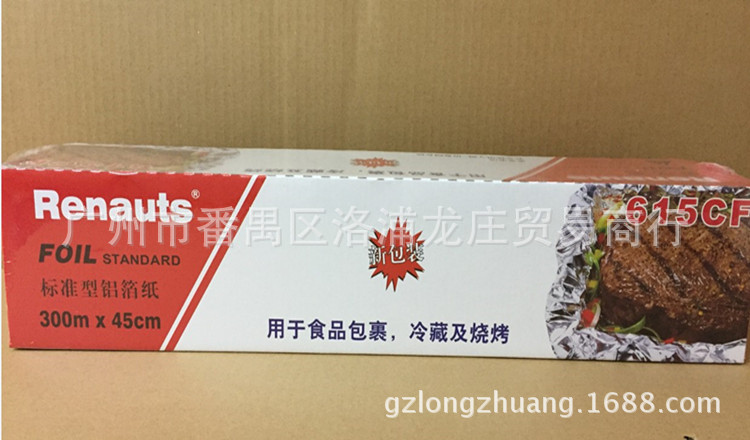 Renauts®
FOIL STANDARD
标准型铝箔纸
300m x 45cm
新包装
用于食品包裹，冷藏及烧烤
615CF
广州市番禺区洛浦龙庄贸易商行
gzlongzhuang.1688.com